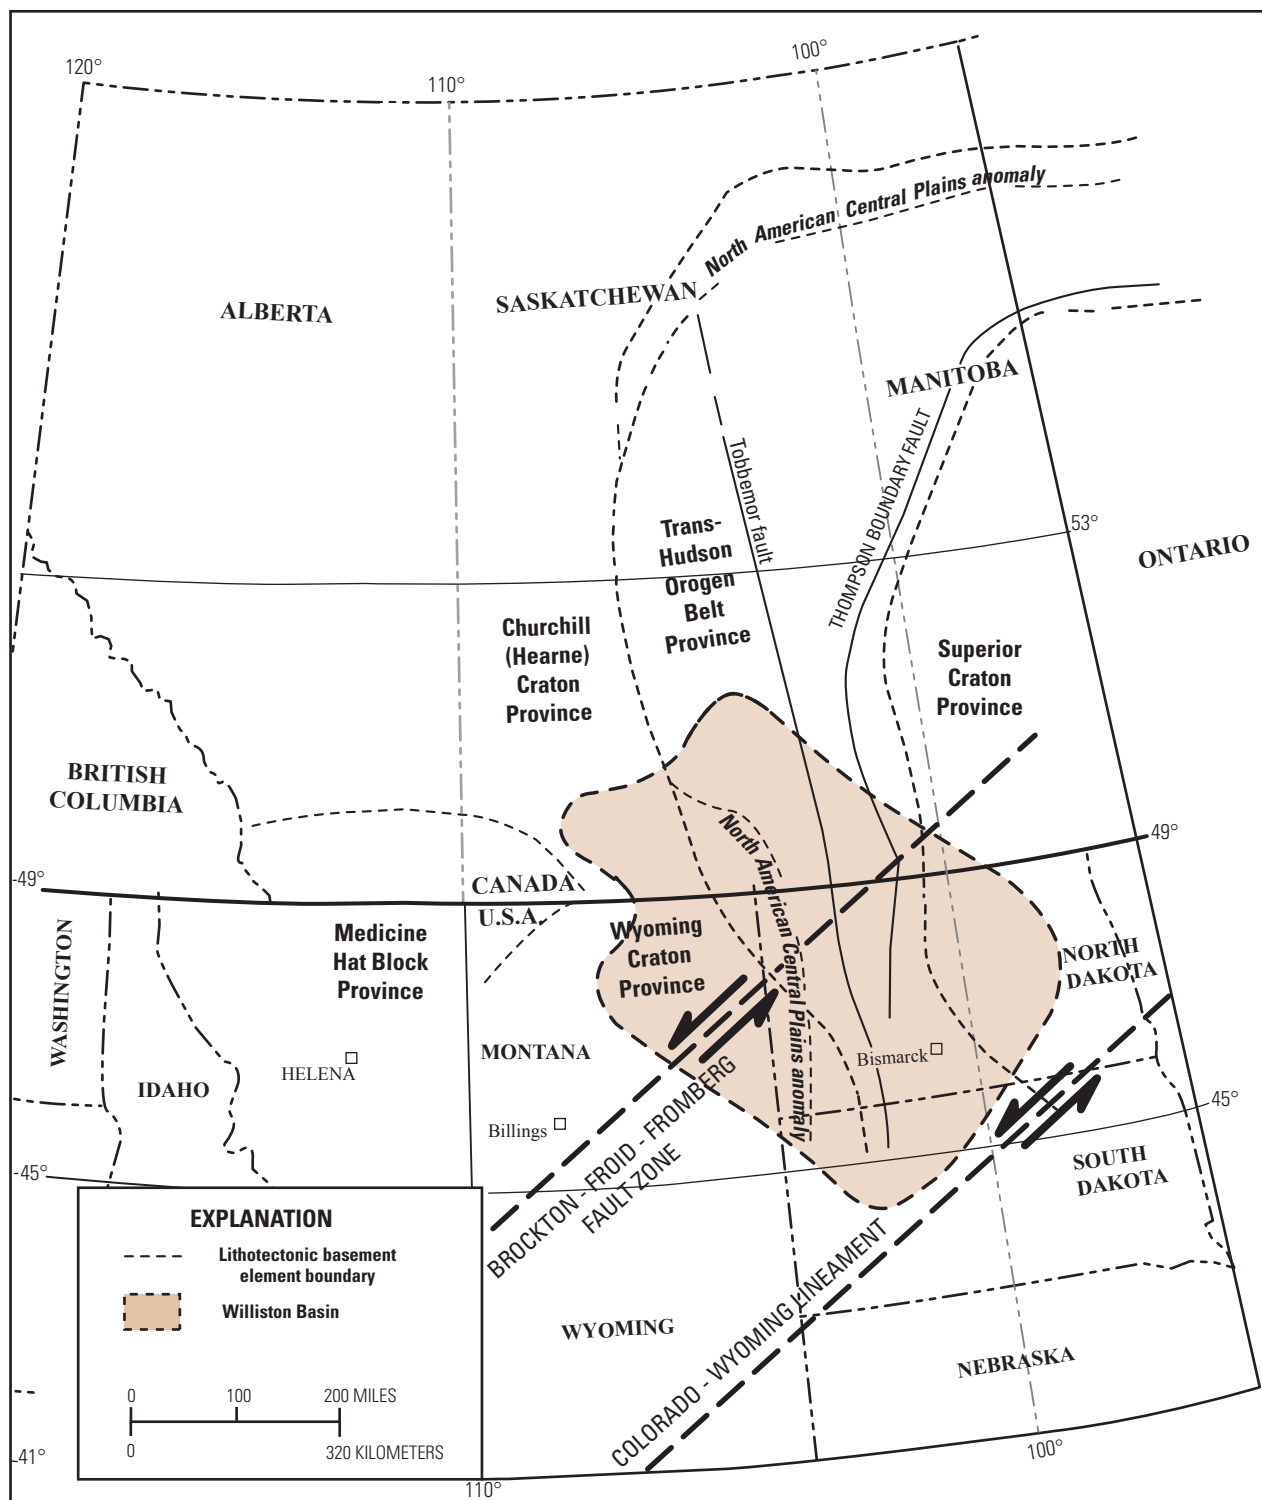 120°
110°
100°
North American Central Plains anomaly
ALBERTA
SASKATCHEWAN
MANITOBA
Tobbemor fault
THOMPSON BOUNDARY FAULT
53°
ONTARIO
Trans-
Hudson
Orogen
Belt
Province
Churchill
(Hearne)
Craton
Province
Superior
Craton
Province
BRITISH
COLUMBIA
North American Central Plains anomaly
49°
49°
CANADA
U.S.A.
WASHINGTON
Medicine
Hat Block
Province
Wyoming
Craton
Province
NORTH
DAKOTA
MONTANA
HELENA
IDAHO
Bismarck
Billings
45°
45°
BROCKTON - FROID - FROMBERG
FAULT ZONE
SOUTH
DAKOTA
COLORADO - WYOMING LINEAMENT
WYOMING
NEBRASKA
EXPLANATION
Lithotectonic basement
element boundary
Williston Basin
0 100 200 MILES
0 320 KILOMETERS
41°
110°
100°